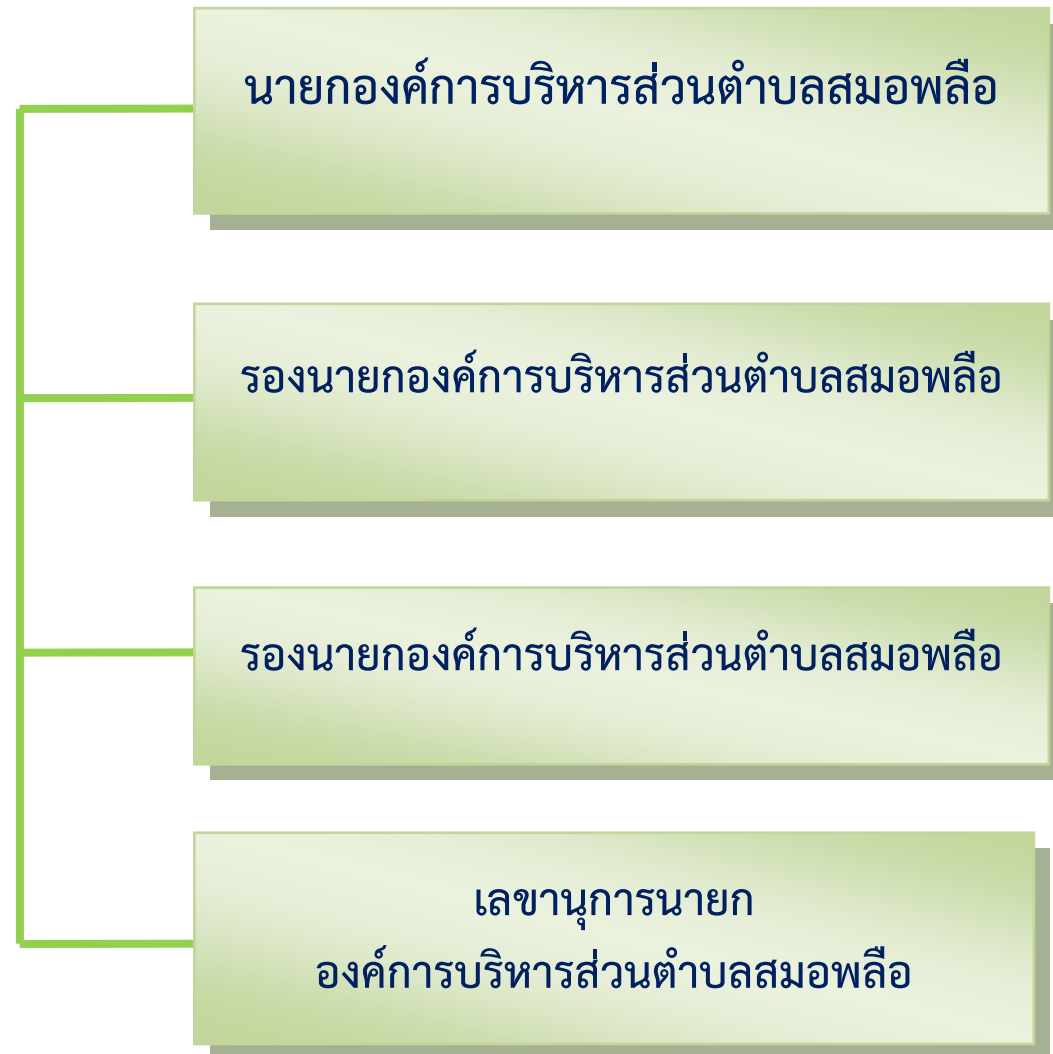 นายกองค์การบริหารส่วนตำบลสมอพลือ
รองนายกองค์การบริหารส่วนตำบลสมอพลือ
รองนายกองค์การบริหารส่วนตำบลสมอพลือ
เลขานุการนายก
องค์การบริหารส่วนตำบลสมอพลือ